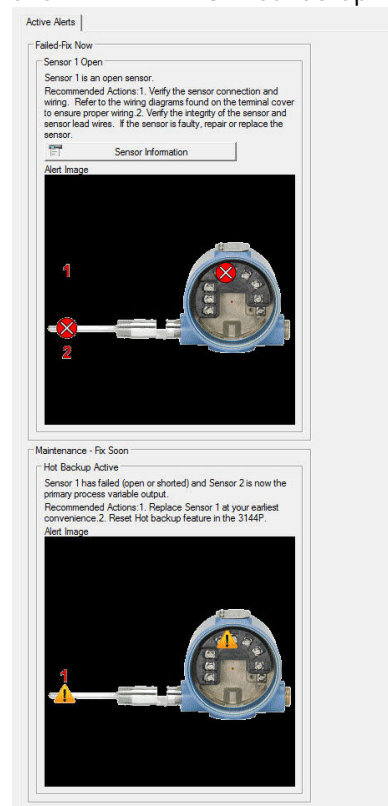 Active Alerts
Failed-Fix Now
Sensor 1 Open
Sensor 1 is an open sensor.
Recommended Actions:1. Verify the sensor connection and
wiring. Refer to the wiring diagrams found on the terminal cover
to ensure proper wiring.2. Verify the integrity of the sensor and
sensor lead wires. If the sensor is faulty, repair or replace the
sensor.
Sensor Information
Alert Image
1
2
Maintenance - Fix Soon
Hot Backup Active
Sensor 1 has failed (open or shorted) and Sensor 2 is now the
primary process variable output.
Recommended Actions:1. Replace Sensor 1 at your earliest
convenience.2. Reset Hot backup feature in the 3144P.
Alert Image
1